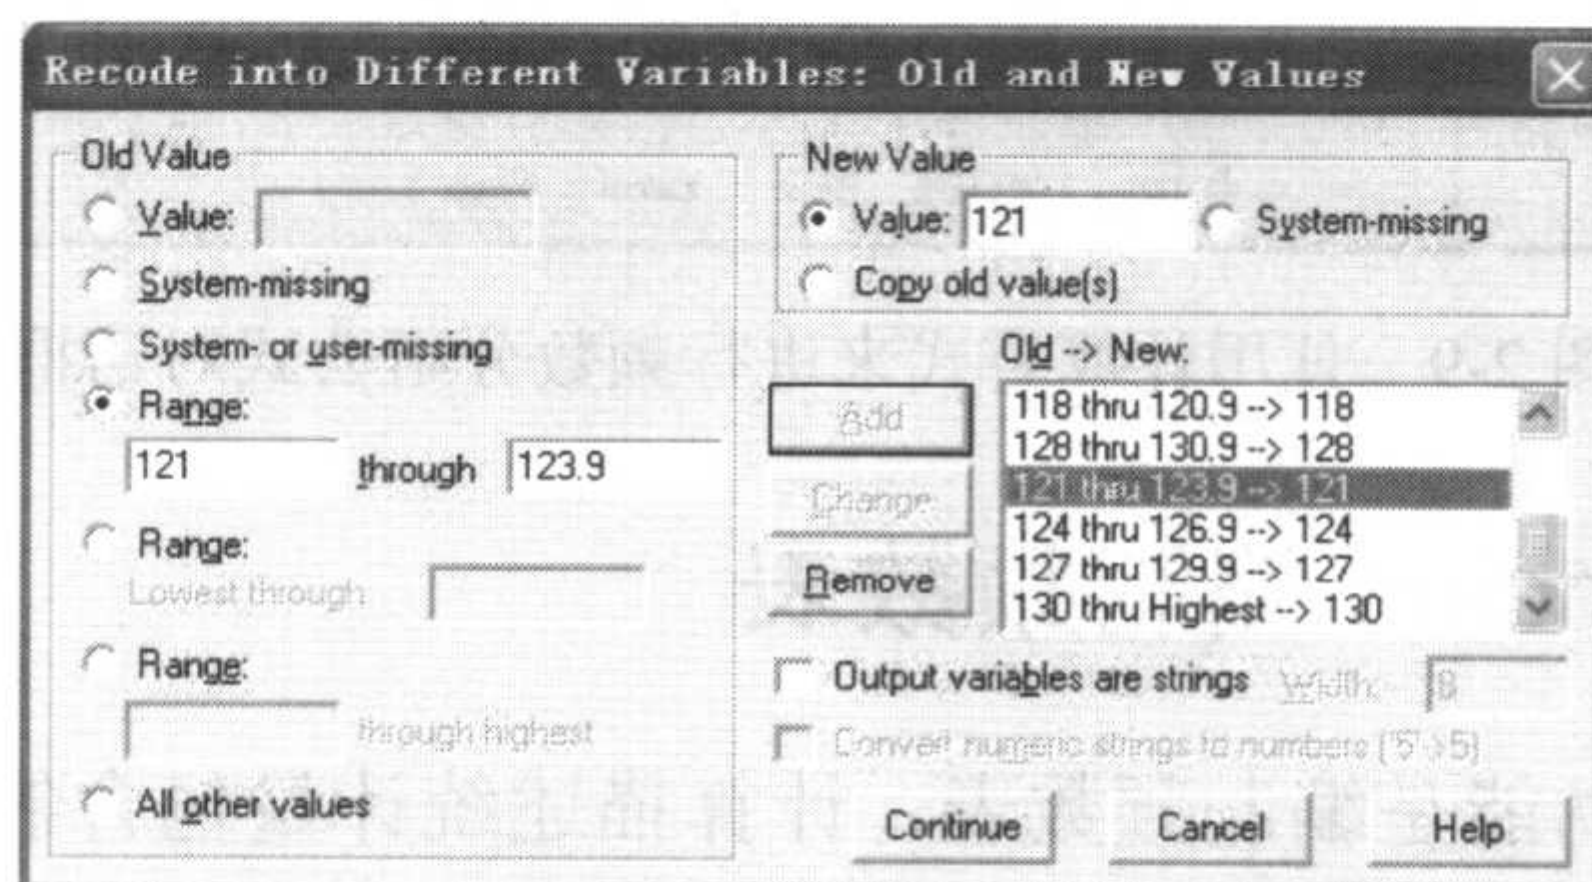 Recode into Different Variables: Old and New Values
Old Value
Value:
System-missing
System- or user-missing
Range:
121 through 123.9
Range:
Lowest through
Range:
through highest
All other values
New Value
Value: 121 System-missing
Copy old value(s)
Old --> New:
118 thru 120.9 --> 118
128 thru 130.9 --> 128
121 thru 123.9 --> 121
124 thru 126.9 --> 124
127 thru 129.9 --> 127
130 thru Highest --> 130
Add
Change
Remove
Output variables are strings Width: 8
Convert numeric strings to numbers ('5'->5)
Continue Cancel Help